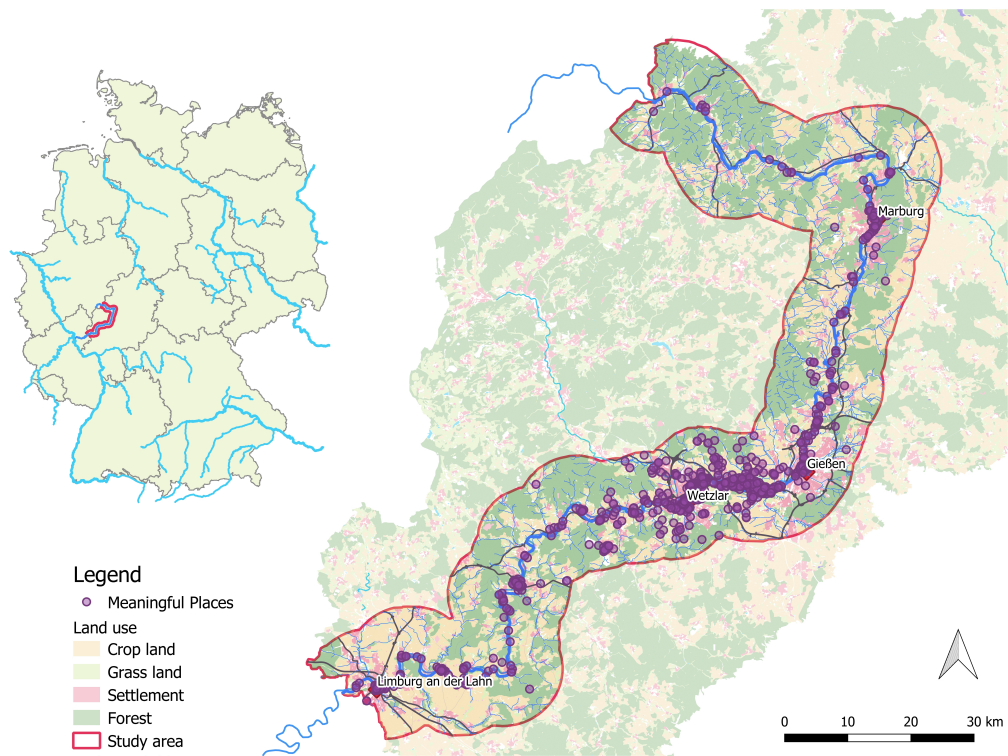 Marburg
Gießen
Wetzlar
Limburg an der Lahn
Legend
Meaningful Places
Land use
Crop land
Grass land
Settlement
Forest
Study area
0 10 20 30 km